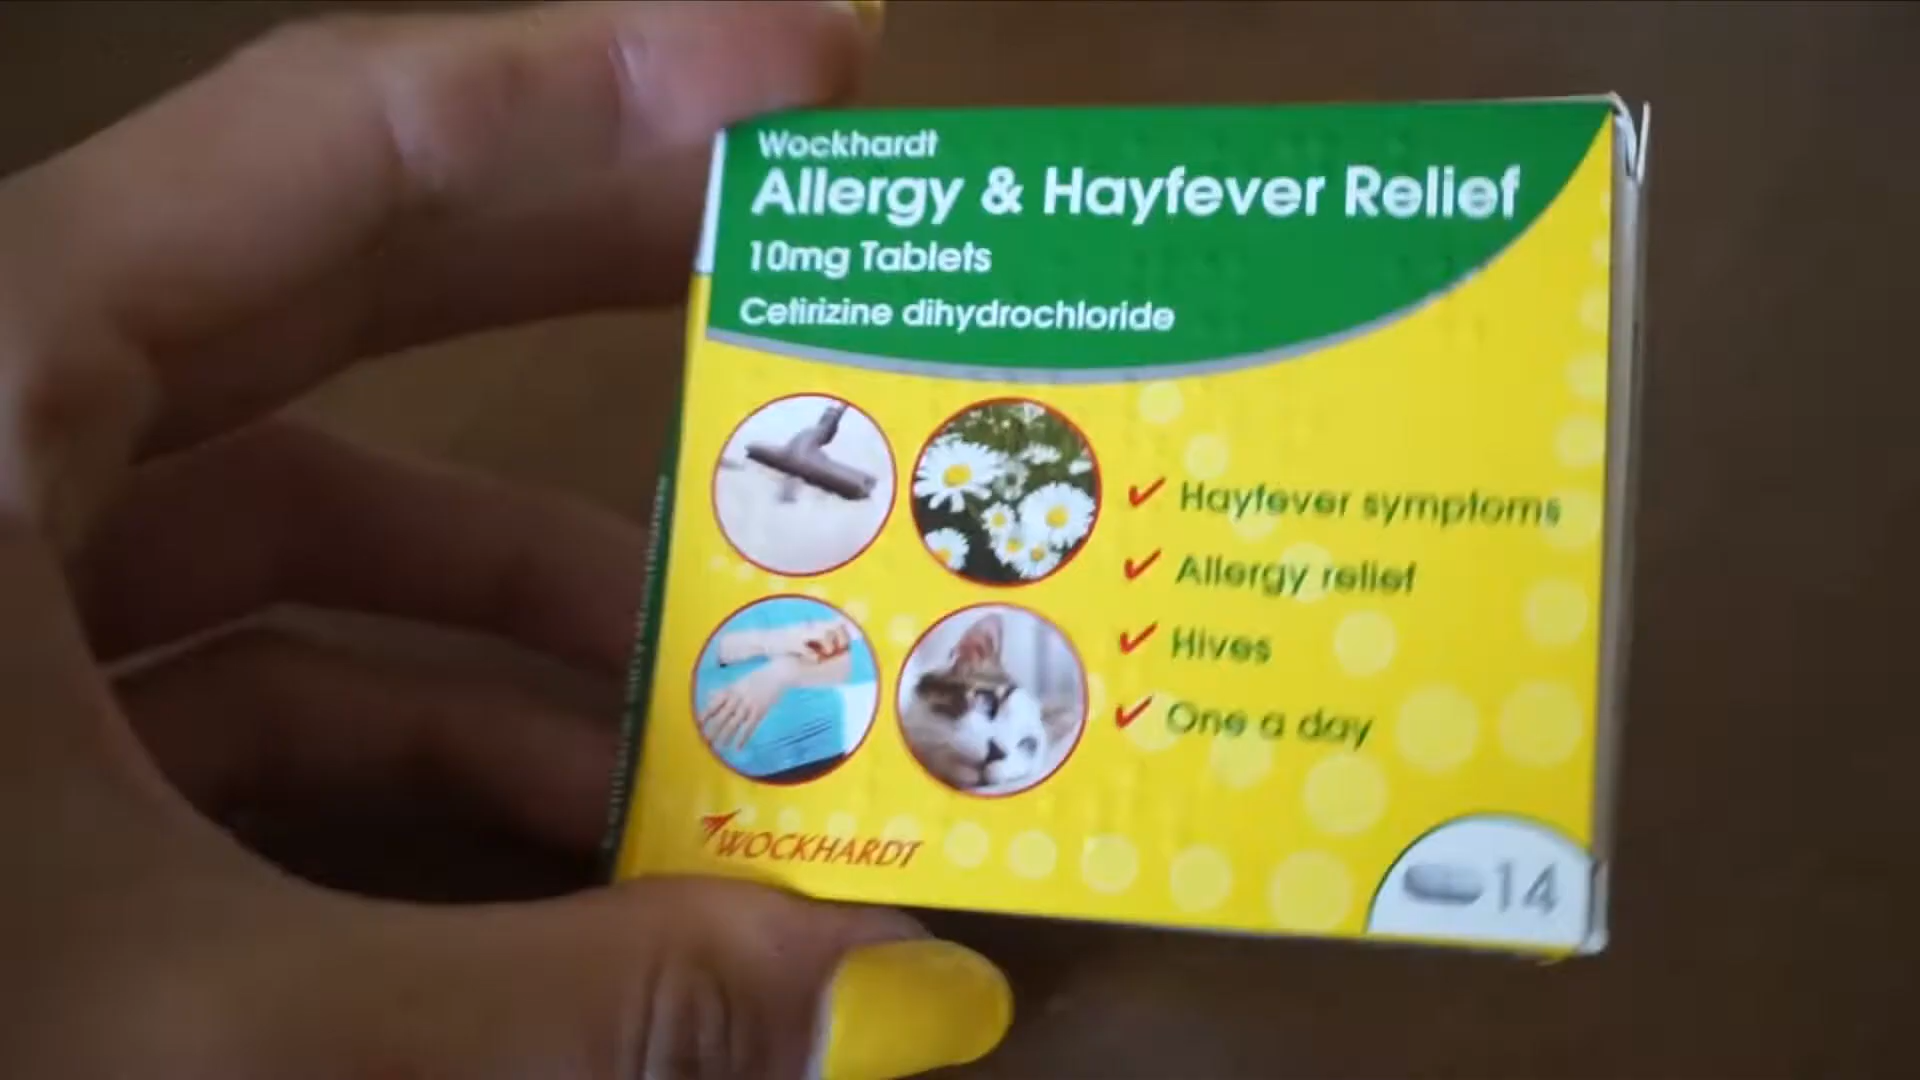 Wockhardt
Allergy & Hayfever Relief
10mg Tablets
Cetirizine dihydrochloride
Hayfever symptoms
Allergy relief
Hives
One a day
WOCKHARDT
14